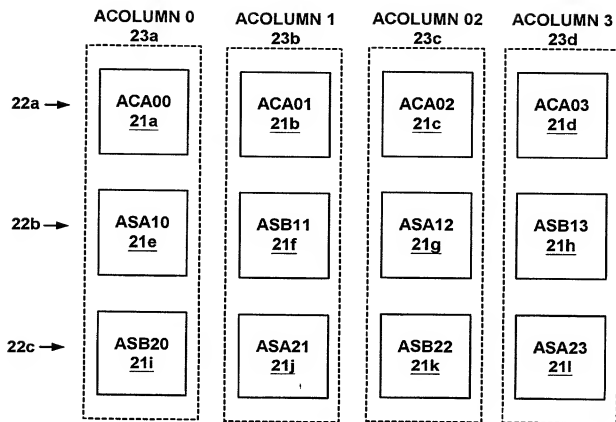 ACOLUMN 0 ACOLUMN 1 ACOLUMN 02 ACOLUMN 3
23a 23b 23c 23d
22a ACA00 ACA01 ACA02 ACA03
21a 21b 21c 21d
22b ASA10 ASB11 ASA12 ASB13
21e 21f 21g 21h
22c ASB20 ASA21 ASB22 ASA23
21i 21j 21k 21l